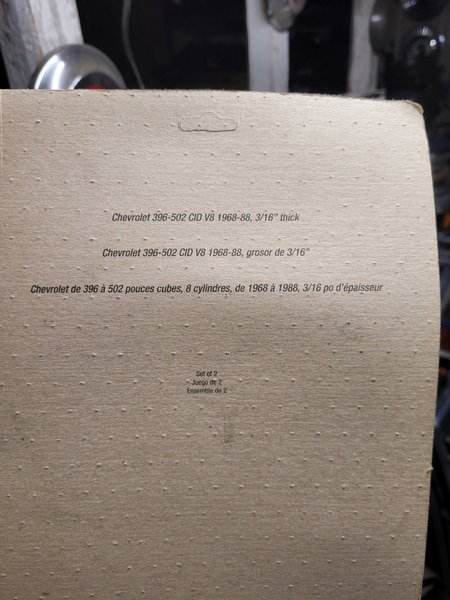 Chevrolet 396-502 CID V8 1968-88, 3/16" thick
Chevrolet 396-502 CID V8 1968-88, grosor de 3/16"
Chevrolet de 396 à 502 pouces cubes, 8 cylindres, de 1968 à 1988, 3/16 po d'épaisseur
Set of 2
Juego de 2
Ensemble de 2